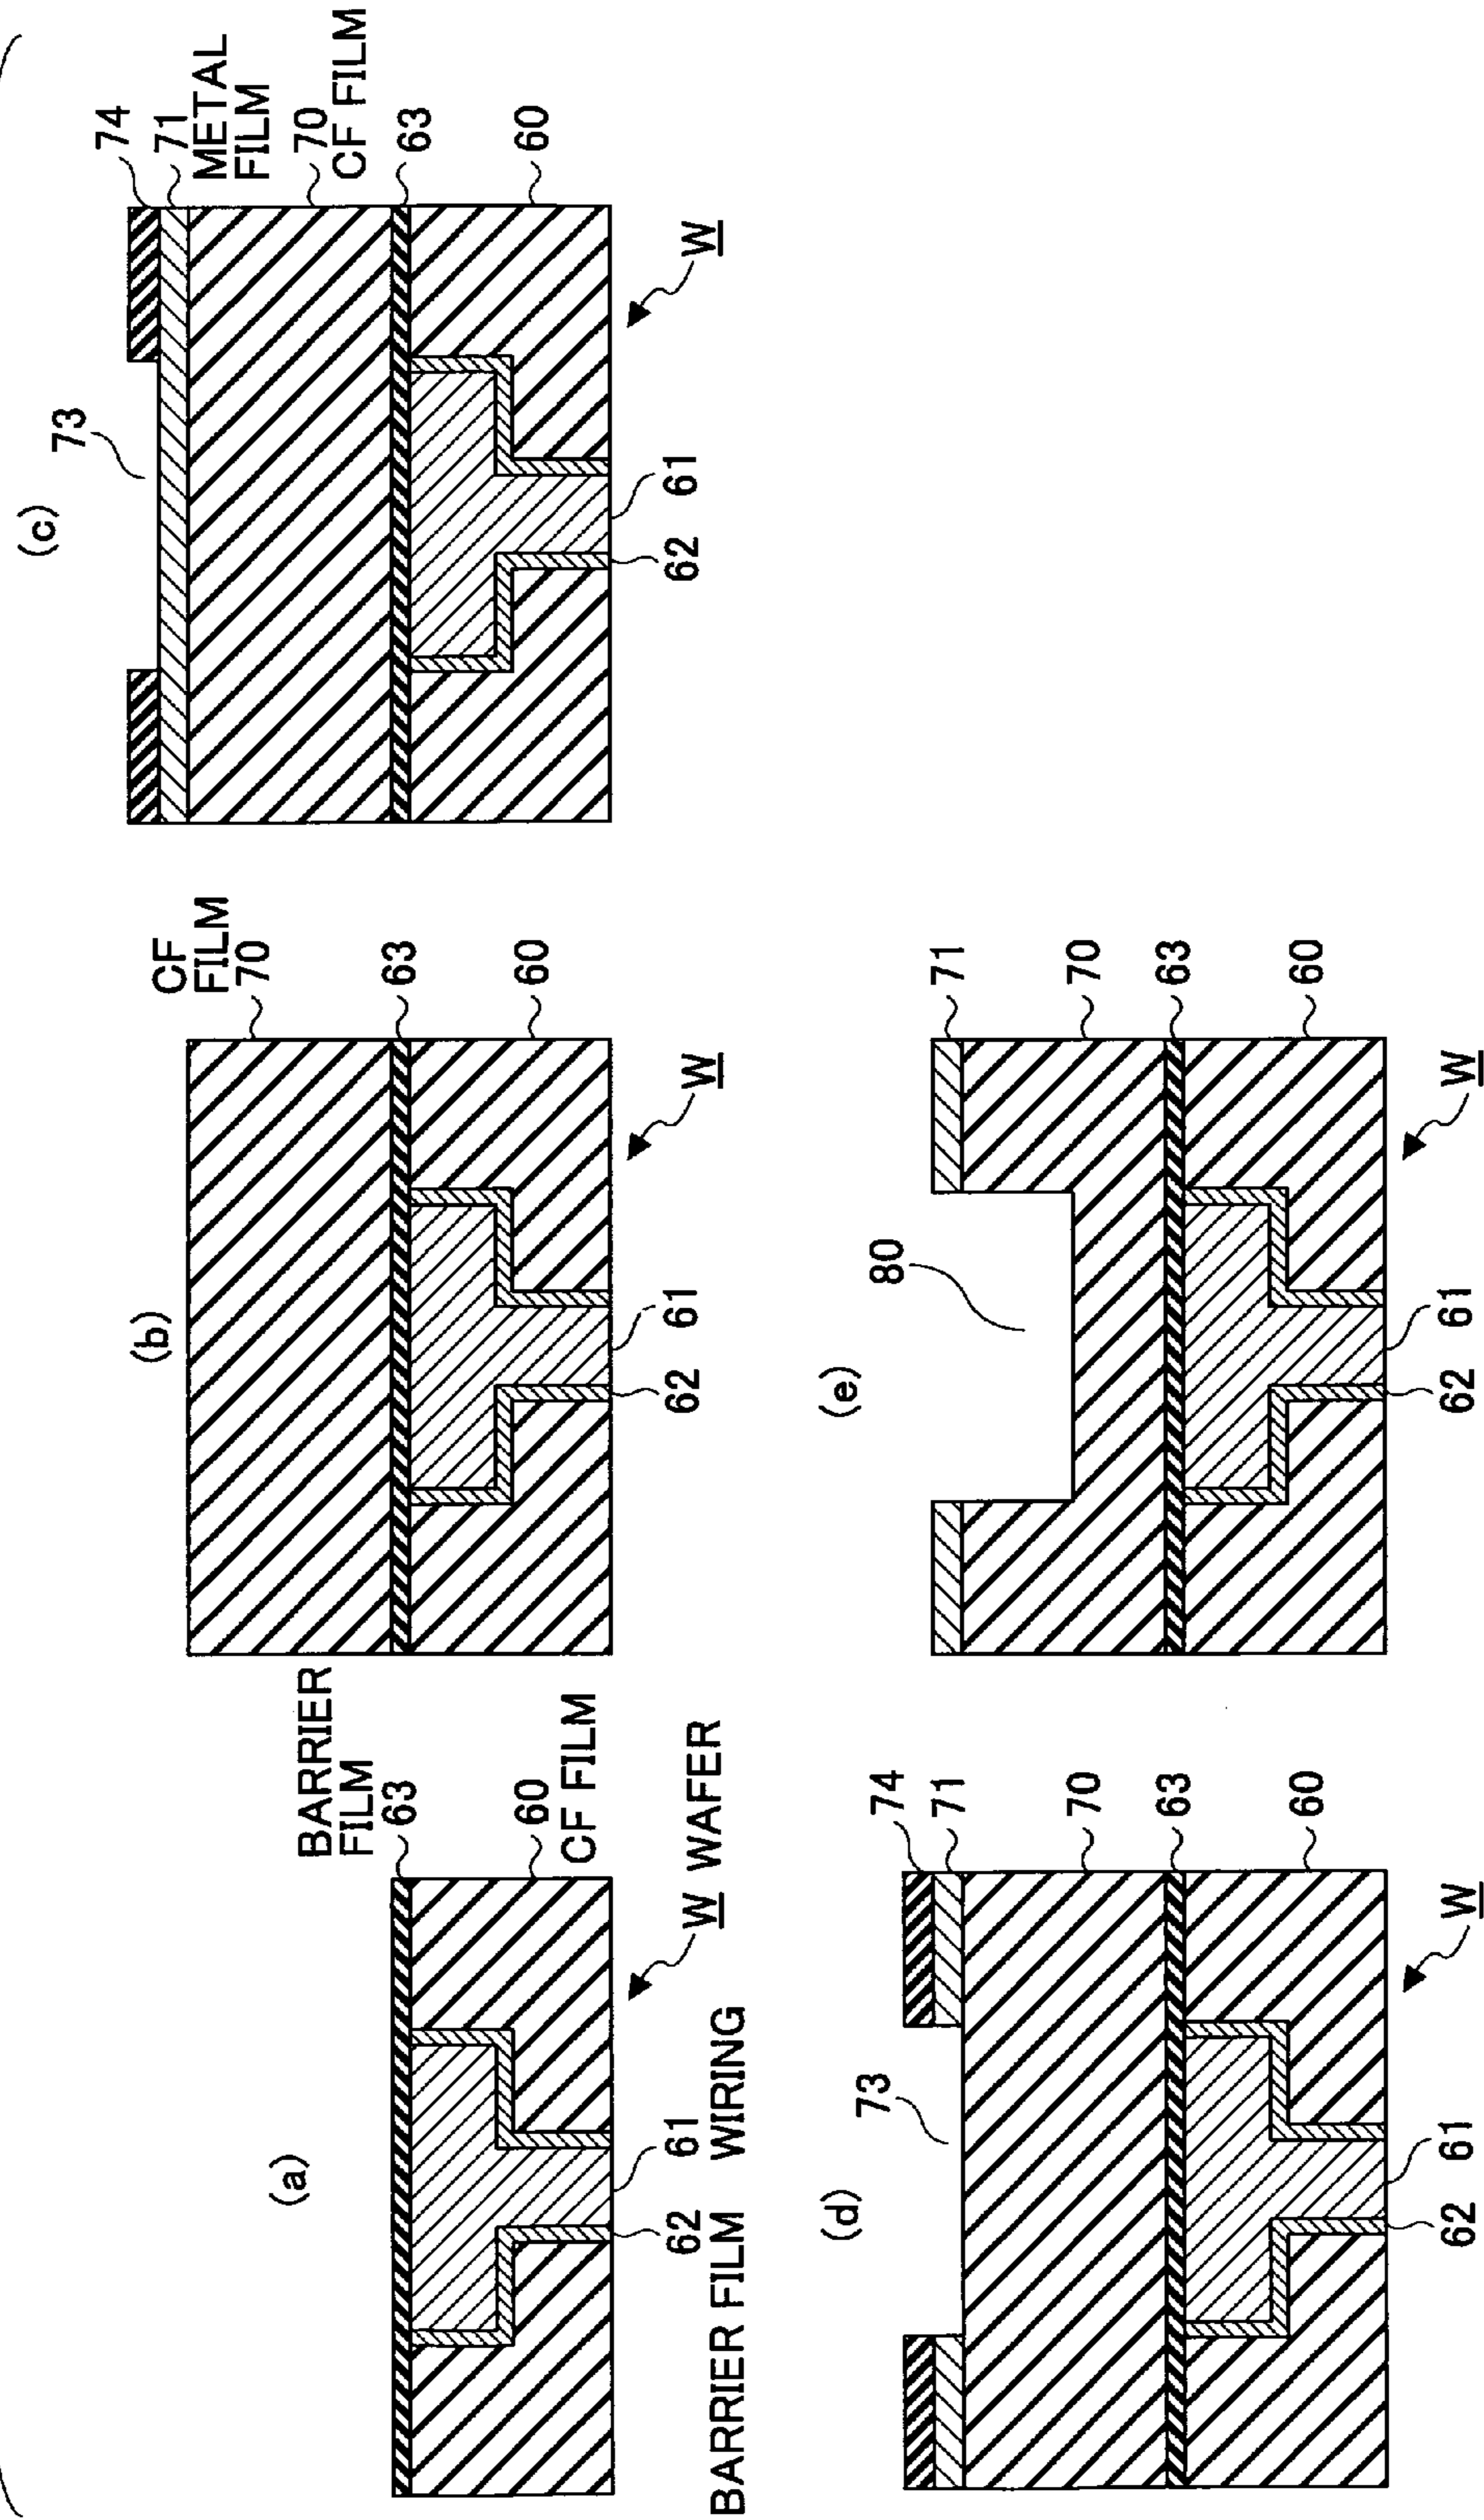 (a)
BARRIER
FILM
63
60
CF FILM
W WAFER
61
WIRING
62
BARRIER FILM
(b)
CF
FILM
70
63
60
W
61
62
(c)
73
74
71
METAL
FILM
70
CF FILM
63
60
W
61
62
(d)
73
74
71
70
63
60
W
61
62
(e)
80
71
70
63
60
W
61
62